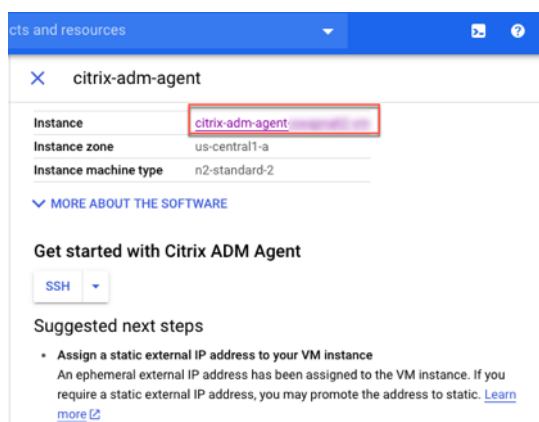 cts and resources
citrix-adm-agent
Instance citrix-adm-agent-
Instance zone us-central1-a
Instance machine type n2-standard-2
MORE ABOUT THE SOFTWARE
Get started with Citrix ADM Agent
SSH
Suggested next steps
• Assign a static external IP address to your VM instance
An ephemeral external IP address has been assigned to the VM instance. If you
require a static external IP address, you may promote the address to static. Learn
more